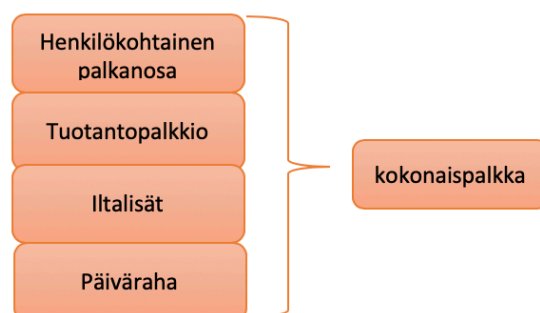 Henkilökohtainen
palkanosa
Tuotantopalkkio
Iltalisät
Päiväraha
kokonaispalkka